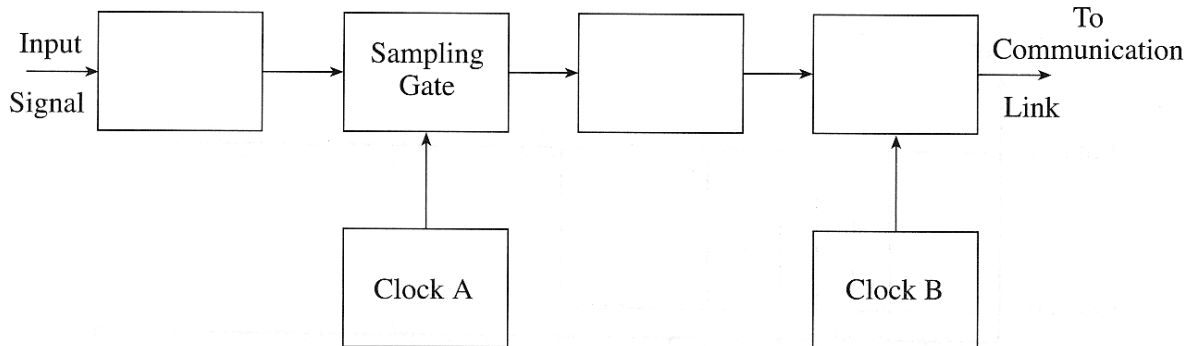 Input
Signal
Sampling
Gate
To
Communication
Link
Clock A
Clock B